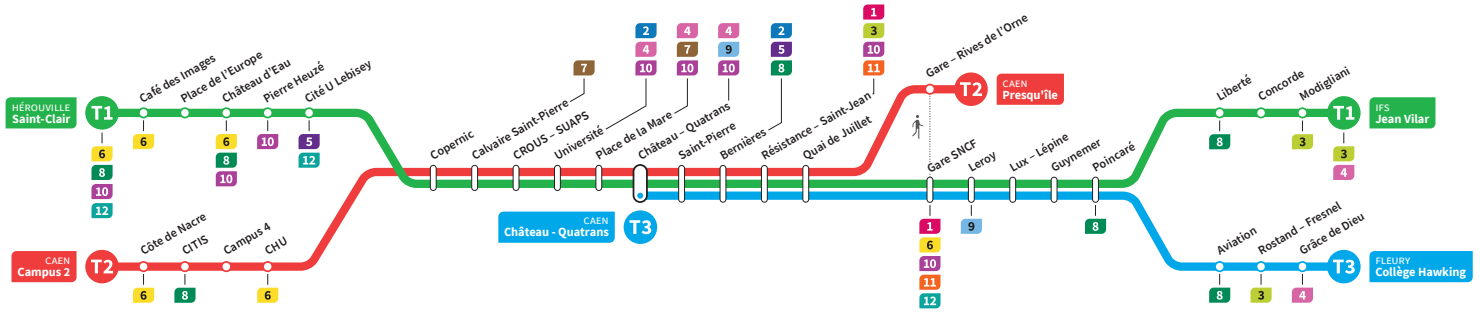 HÉROUVILLE
Saint-Clair
T1
6
8
10
12
Café des Images
6
Place de l'Europe
Château d'Eau
6
8
10
Pierre Heuzé
10
Cité U Lebisey
5
12
CAEN
Campus 2
T2
Côte de Nacre
6
CITIS
8
Campus 4
CHU
6
Copernic
Calvaire Saint-Pierre
7
CROUS – SUAPS
Université
2
4
10
Place de la Mare
4
7
10
Château – Quatrans
4
9
10
CAEN
Château - Quatrans
T3
Saint-Pierre
Bernières
2
5
8
Résistance – Saint-Jean
1
3
10
11
Quai de Juillet
Gare – Rives de l'Orne
T2
CAEN
Presqu'île
Gare SNCF
1
6
10
11
12
Leroy
9
Lux – Lépine
Guynemer
Poincaré
8
Liberté
8
Concorde
Modigliani
3
T1
3
4
IFS
Jean Vilar
Aviation
8
Rostand – Fresnel
3
Grâce de Dieu
4
T3
FLEURY
Collège Hawking